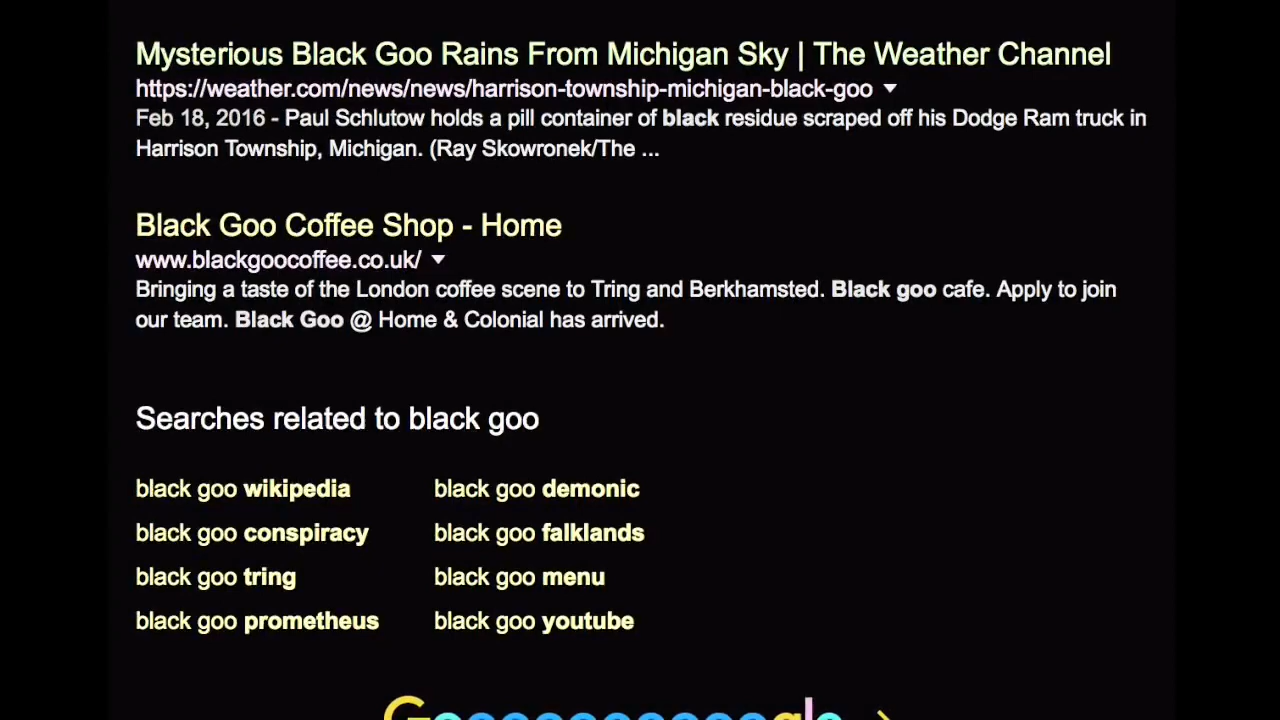 Mysterious Black Goo Rains From Michigan Sky | The Weather Channel
https://weather.com/news/news/harrison-township-michigan-black-goo
Feb 18, 2016 - Paul Schlutow holds a pill container of black residue scraped off his Dodge Ram truck in
Harrison Township, Michigan. (Ray Skowronek/The ...
Black Goo Coffee Shop - Home
www.blackgoocoffee.co.uk/
Bringing a taste of the London coffee scene to Tring and Berkhamsted. Black goo cafe. Apply to join
our team. Black Goo @ Home & Colonial has arrived.
Searches related to black goo
black goo wikipedia black goo demonic
black goo conspiracy black goo falklands
black goo tring black goo menu
black goo prometheus black goo youtube
Goooooooooogle >